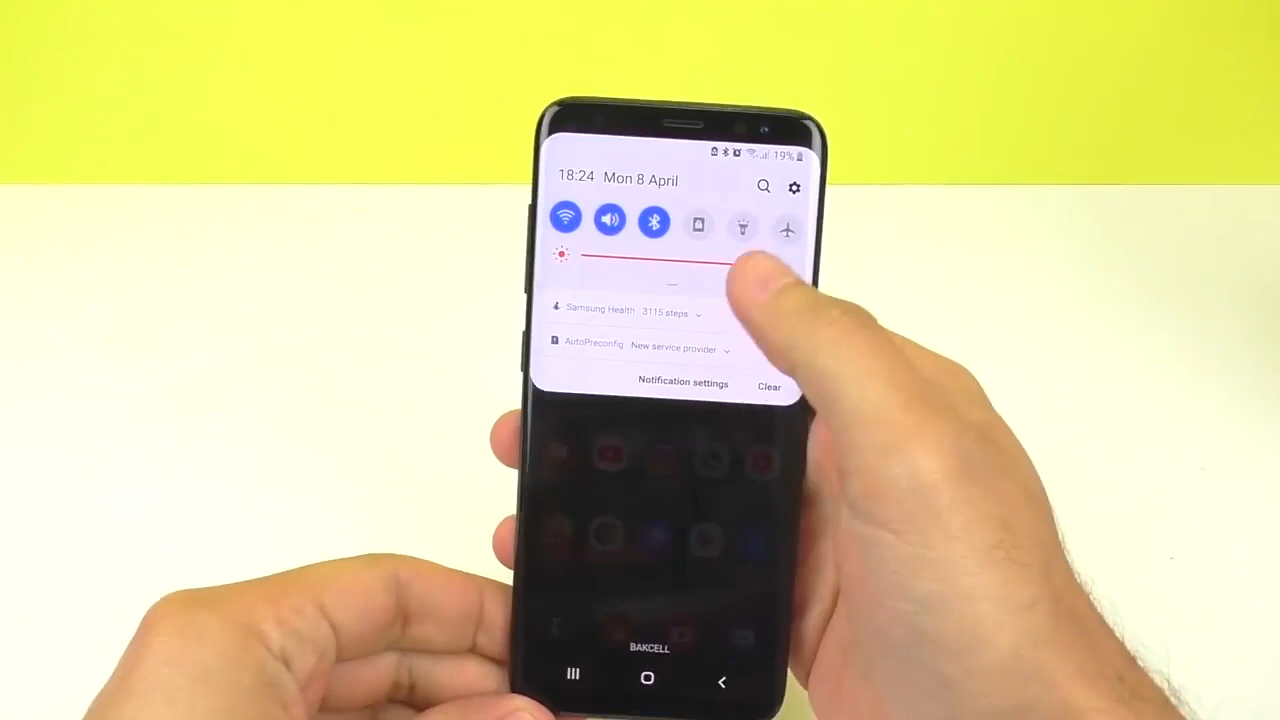 19%
18:24 Mon 8 April
Samsung Health 3115 steps
AutoPreconfig New service provider
Notification settings Clear
BAKCELL